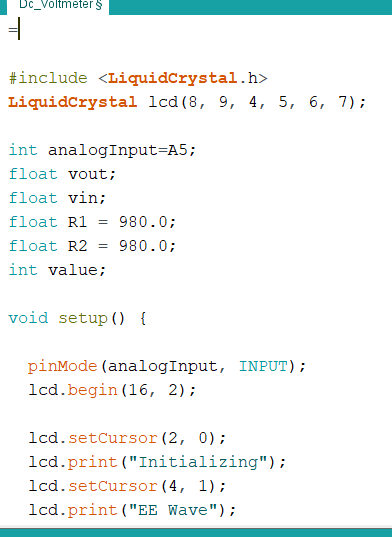 Dc_Voltmeter §
=
#include <LiquidCrystal.h>
LiquidCrystal lcd(8, 9, 4, 5, 6, 7);
int analogInput=A5;
float vout;
float vin;
float R1 = 980.0;
float R2 = 980.0;
int value;
void setup() {
pinMode(analogInput, INPUT);
lcd.begin(16, 2);
lcd.setCursor(2, 0);
lcd.print("Initializing");
lcd.setCursor(4, 1);
lcd.print("EE Wave");